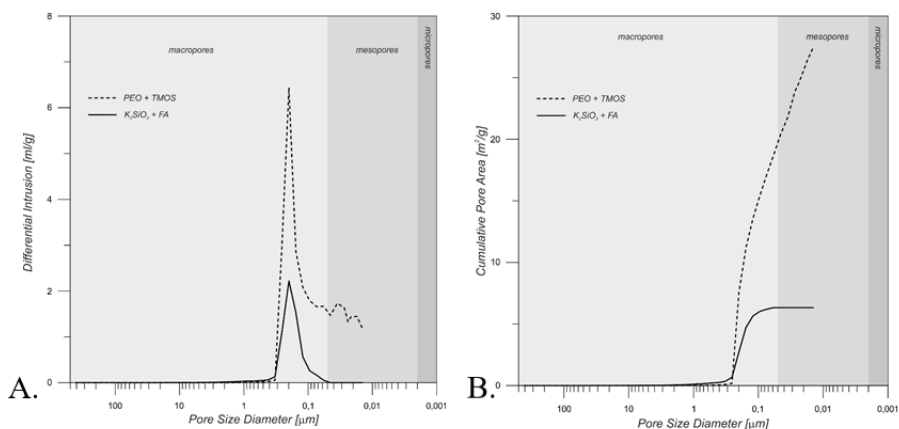 A.
Differential Intrusion [ml/g]
8
6
4
2
0
macropores
mesopores
micropores
PEO + TMOS
K₂SiO₃ + FA
100
10
1
0,1
0,01
0,001
Pore Size Diameter [μm]
B.
Cumulative Pore Area [m²/g]
30
20
10
0
macropores
mesopores
micropores
PEO + TMOS
K₂SiO₃ + FA
100
10
1
0,1
0,01
0,001
Pore Size Diameter [μm]